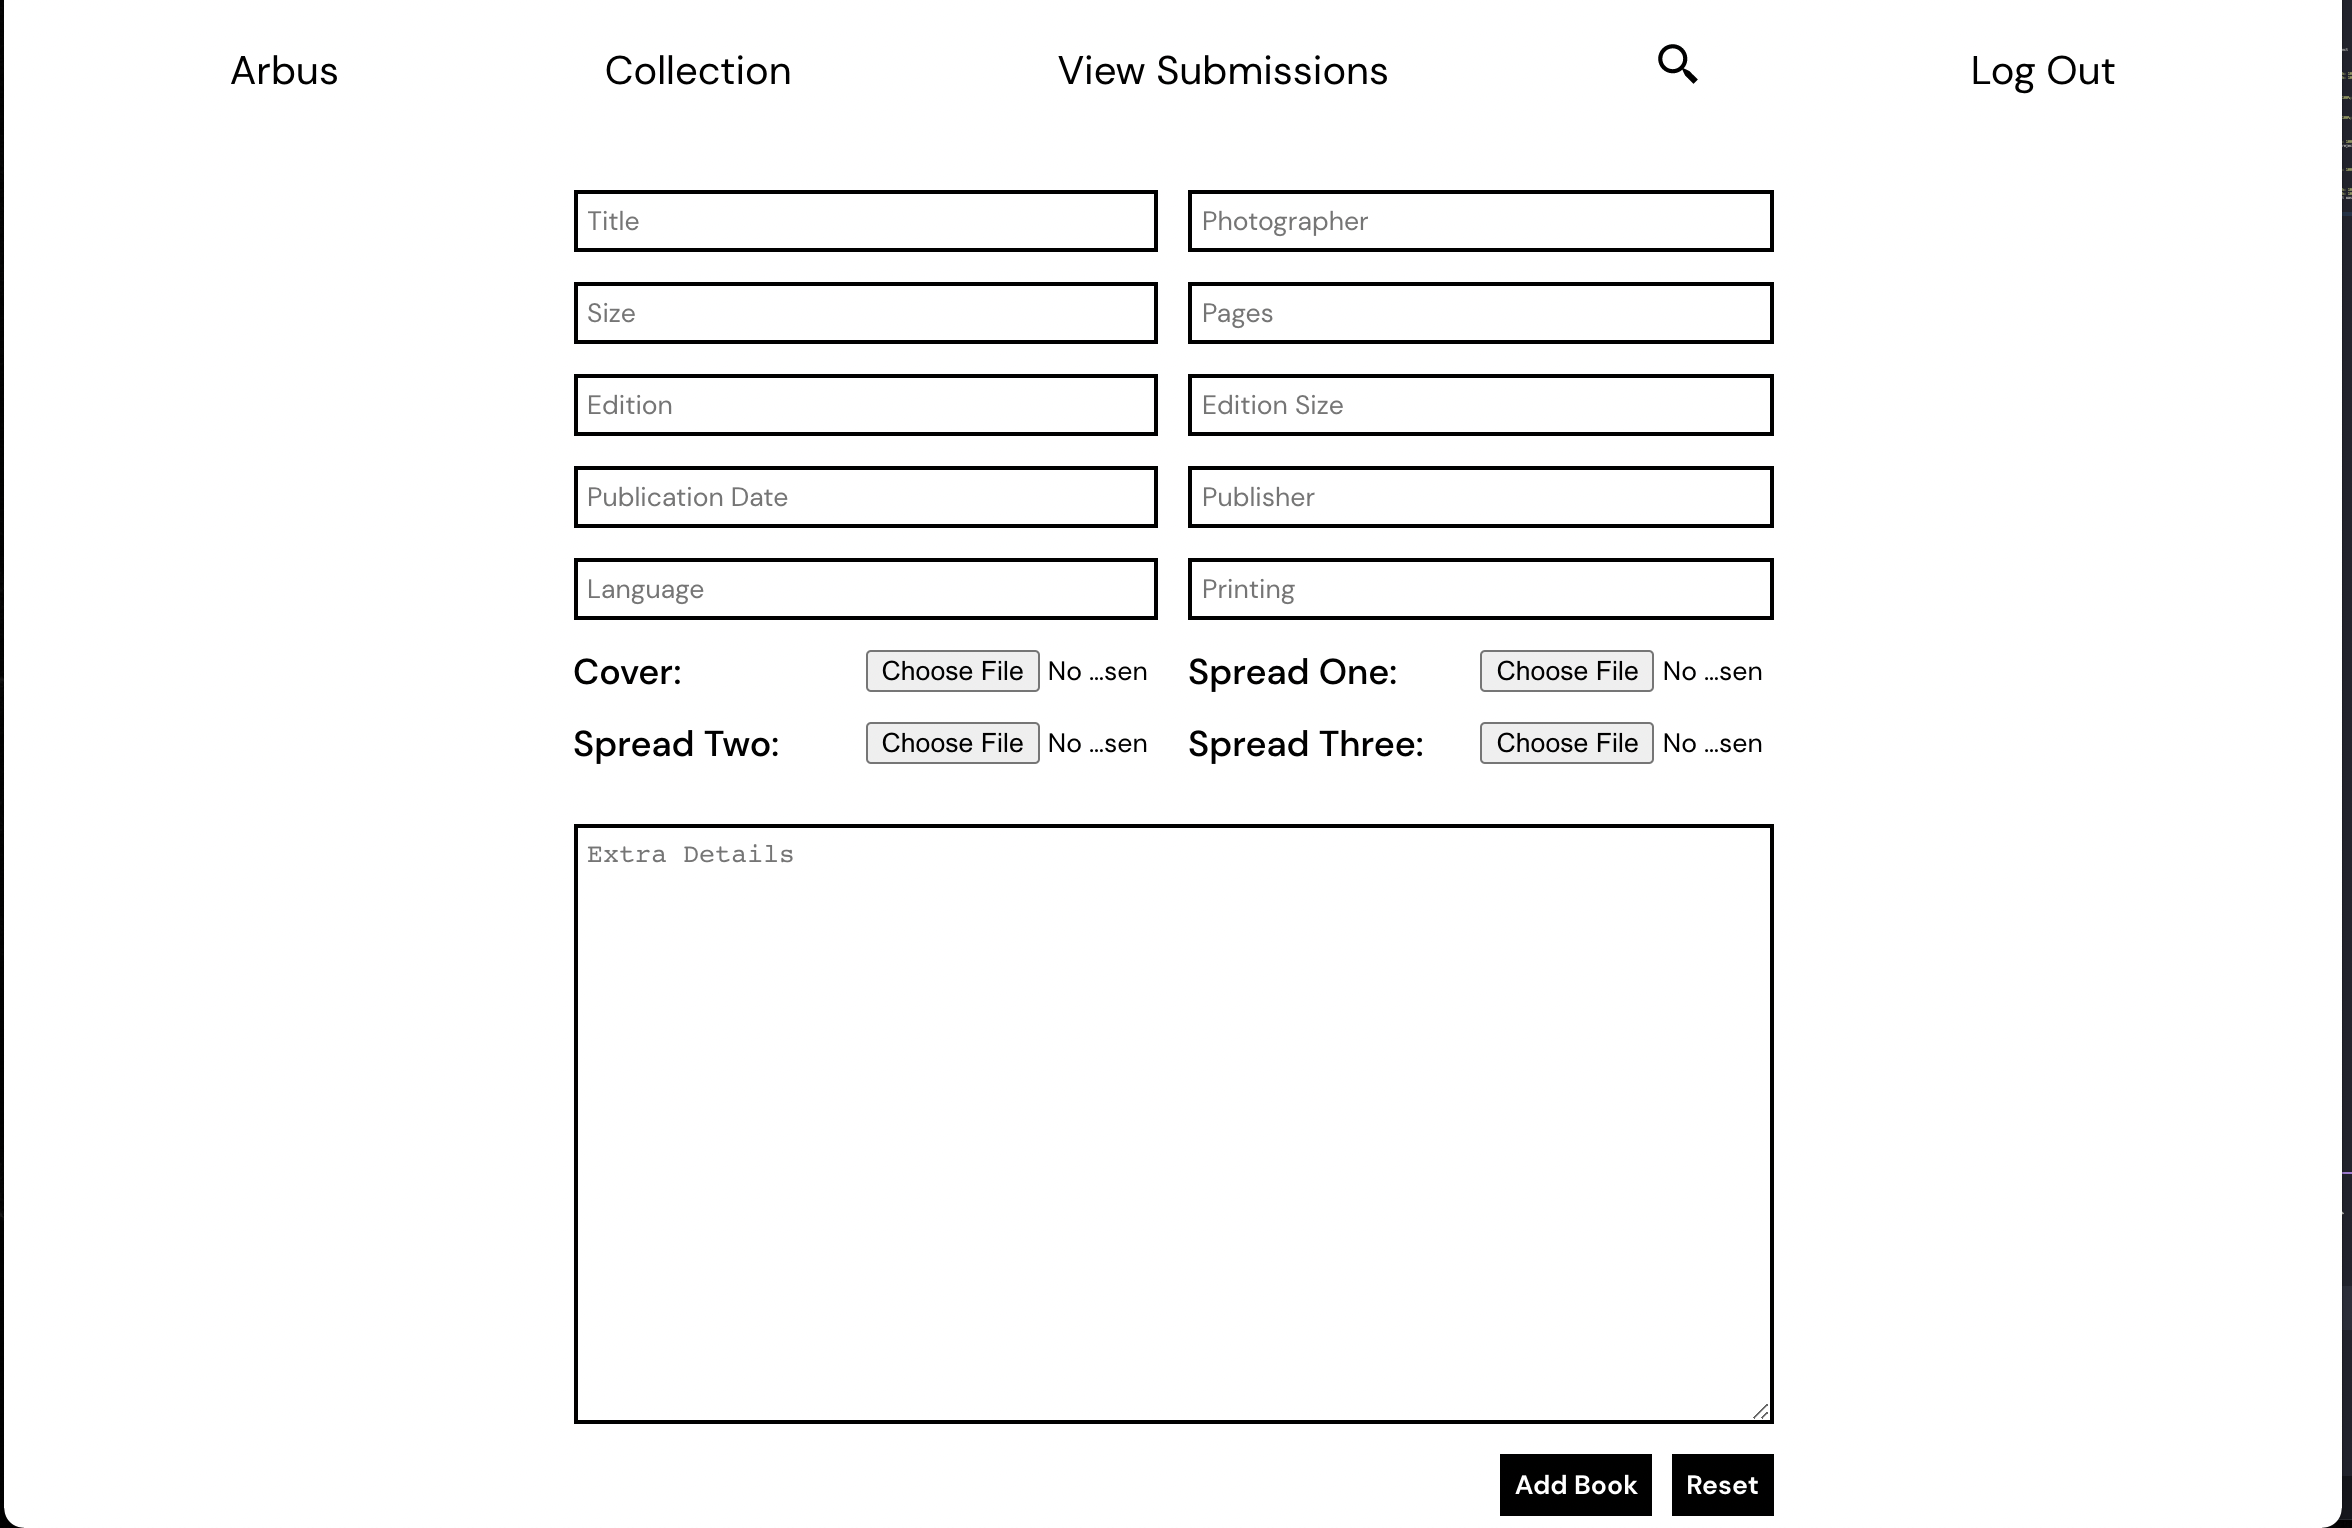 Arbus Collection View Submissions Log Out
Title Photographer
Size Pages
Edition Edition Size
Publication Date Publisher
Language Printing
Cover: Choose File No ...sen Spread One: Choose File No ...sen
Spread Two: Choose File No ...sen Spread Three: Choose File No ...sen
Extra Details
Add Book Reset